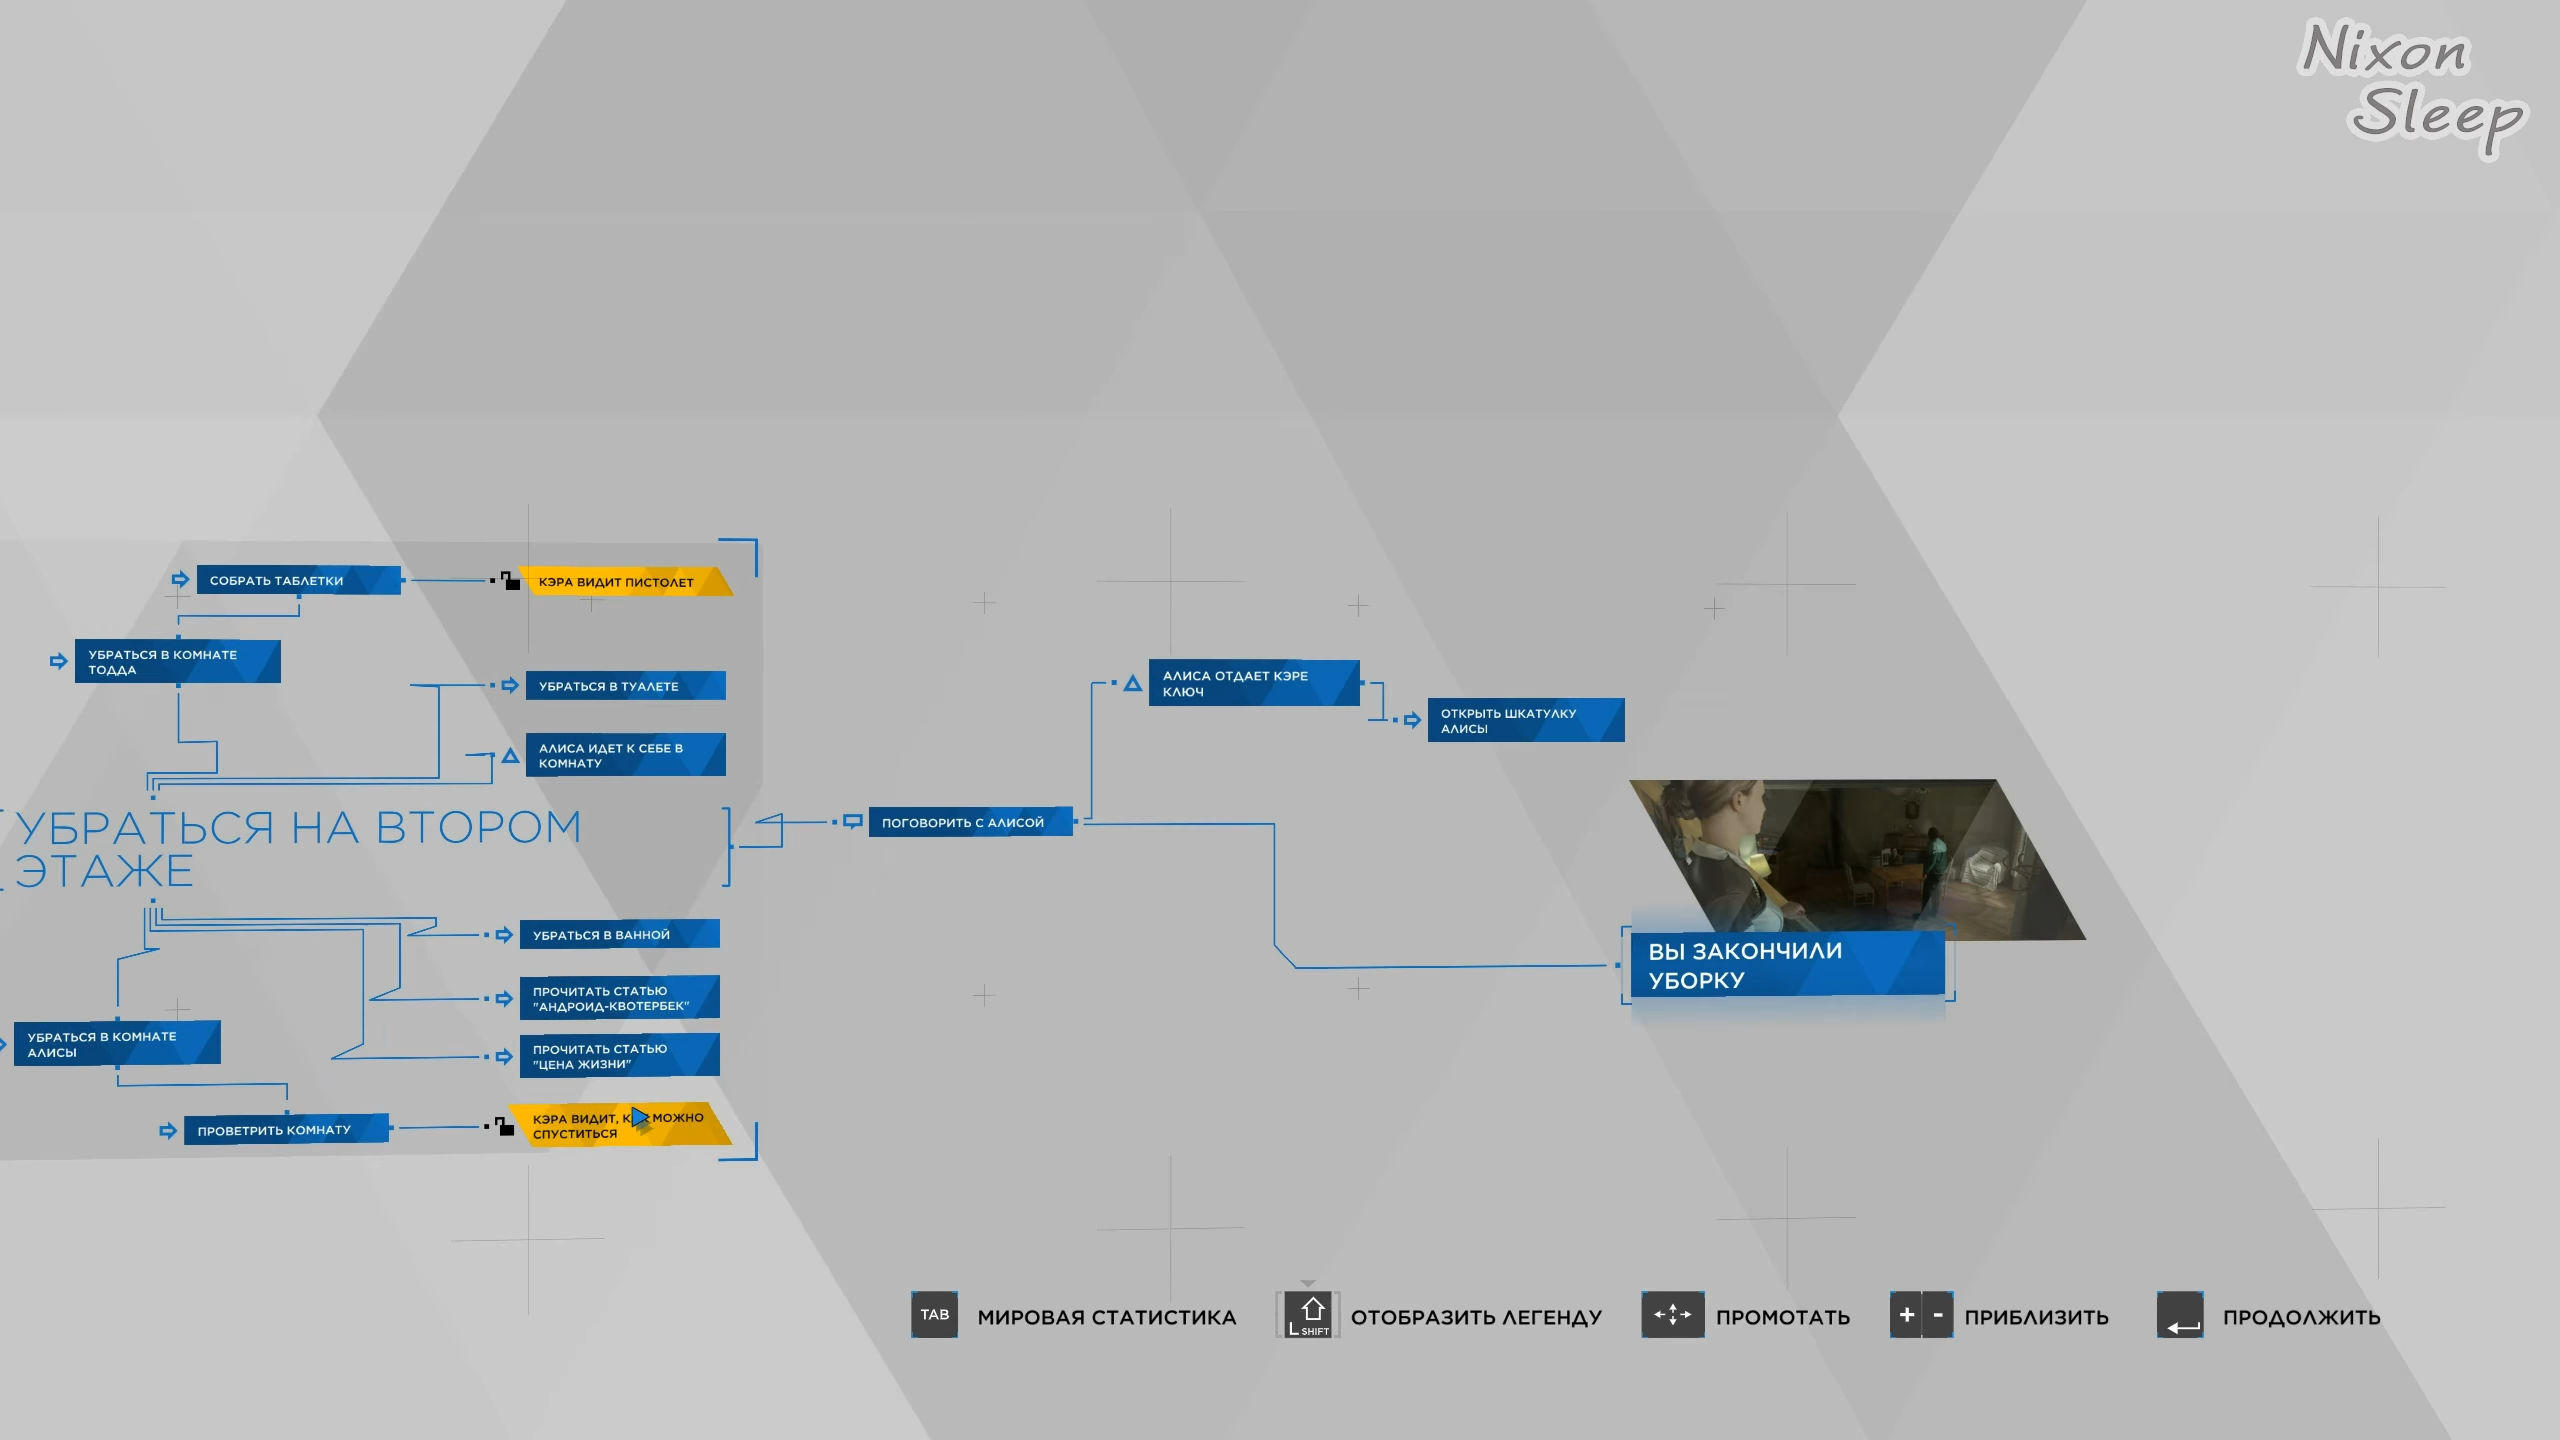 Nixon
Sleep
СОБРАТЬ ТАБЛЕТКИ
КЭРА ВИДИТ ПИСТОЛЕТ
УБРАТЬСЯ В КОМНАТЕ
ТОДДА
УБРАТЬСЯ В ТУАЛЕТЕ
АЛИСА ИДЕТ К СЕБЕ В
КОМНАТУ
АЛИСА ОТДАЕТ КЭРЕ
КЛЮЧ
ОТКРЫТЬ ШКАТУЛКУ
АЛИСЫ
УБРАТЬСЯ НА ВТОРОМ
ЭТАЖЕ
ПОГОВОРИТЬ С АЛИСОЙ
УБРАТЬСЯ В ВАННОЙ
ВЫ ЗАКОНЧИЛИ
УБОРКУ
ПРОЧИТАТЬ СТАТЬЮ
"АНДРОИД-КВОТЕРБЕК"
УБРАТЬСЯ В КОМНАТЕ
АЛИСЫ
ПРОЧИТАТЬ СТАТЬЮ
"ЦЕНА ЖИЗНИ"
ПРОВЕТРИТЬ КОМНАТУ
КЭРА ВИДИТ, КАК МОЖНО
СПУСТИТЬСЯ
TAB МИРОВАЯ СТАТИСТИКА
L SHIFT ОТОБРАЗИТЬ ЛЕГЕНДУ
ПРОМОТАТЬ
+ - ПРИБЛИЗИТЬ
ПРОДОЛЖИТЬ